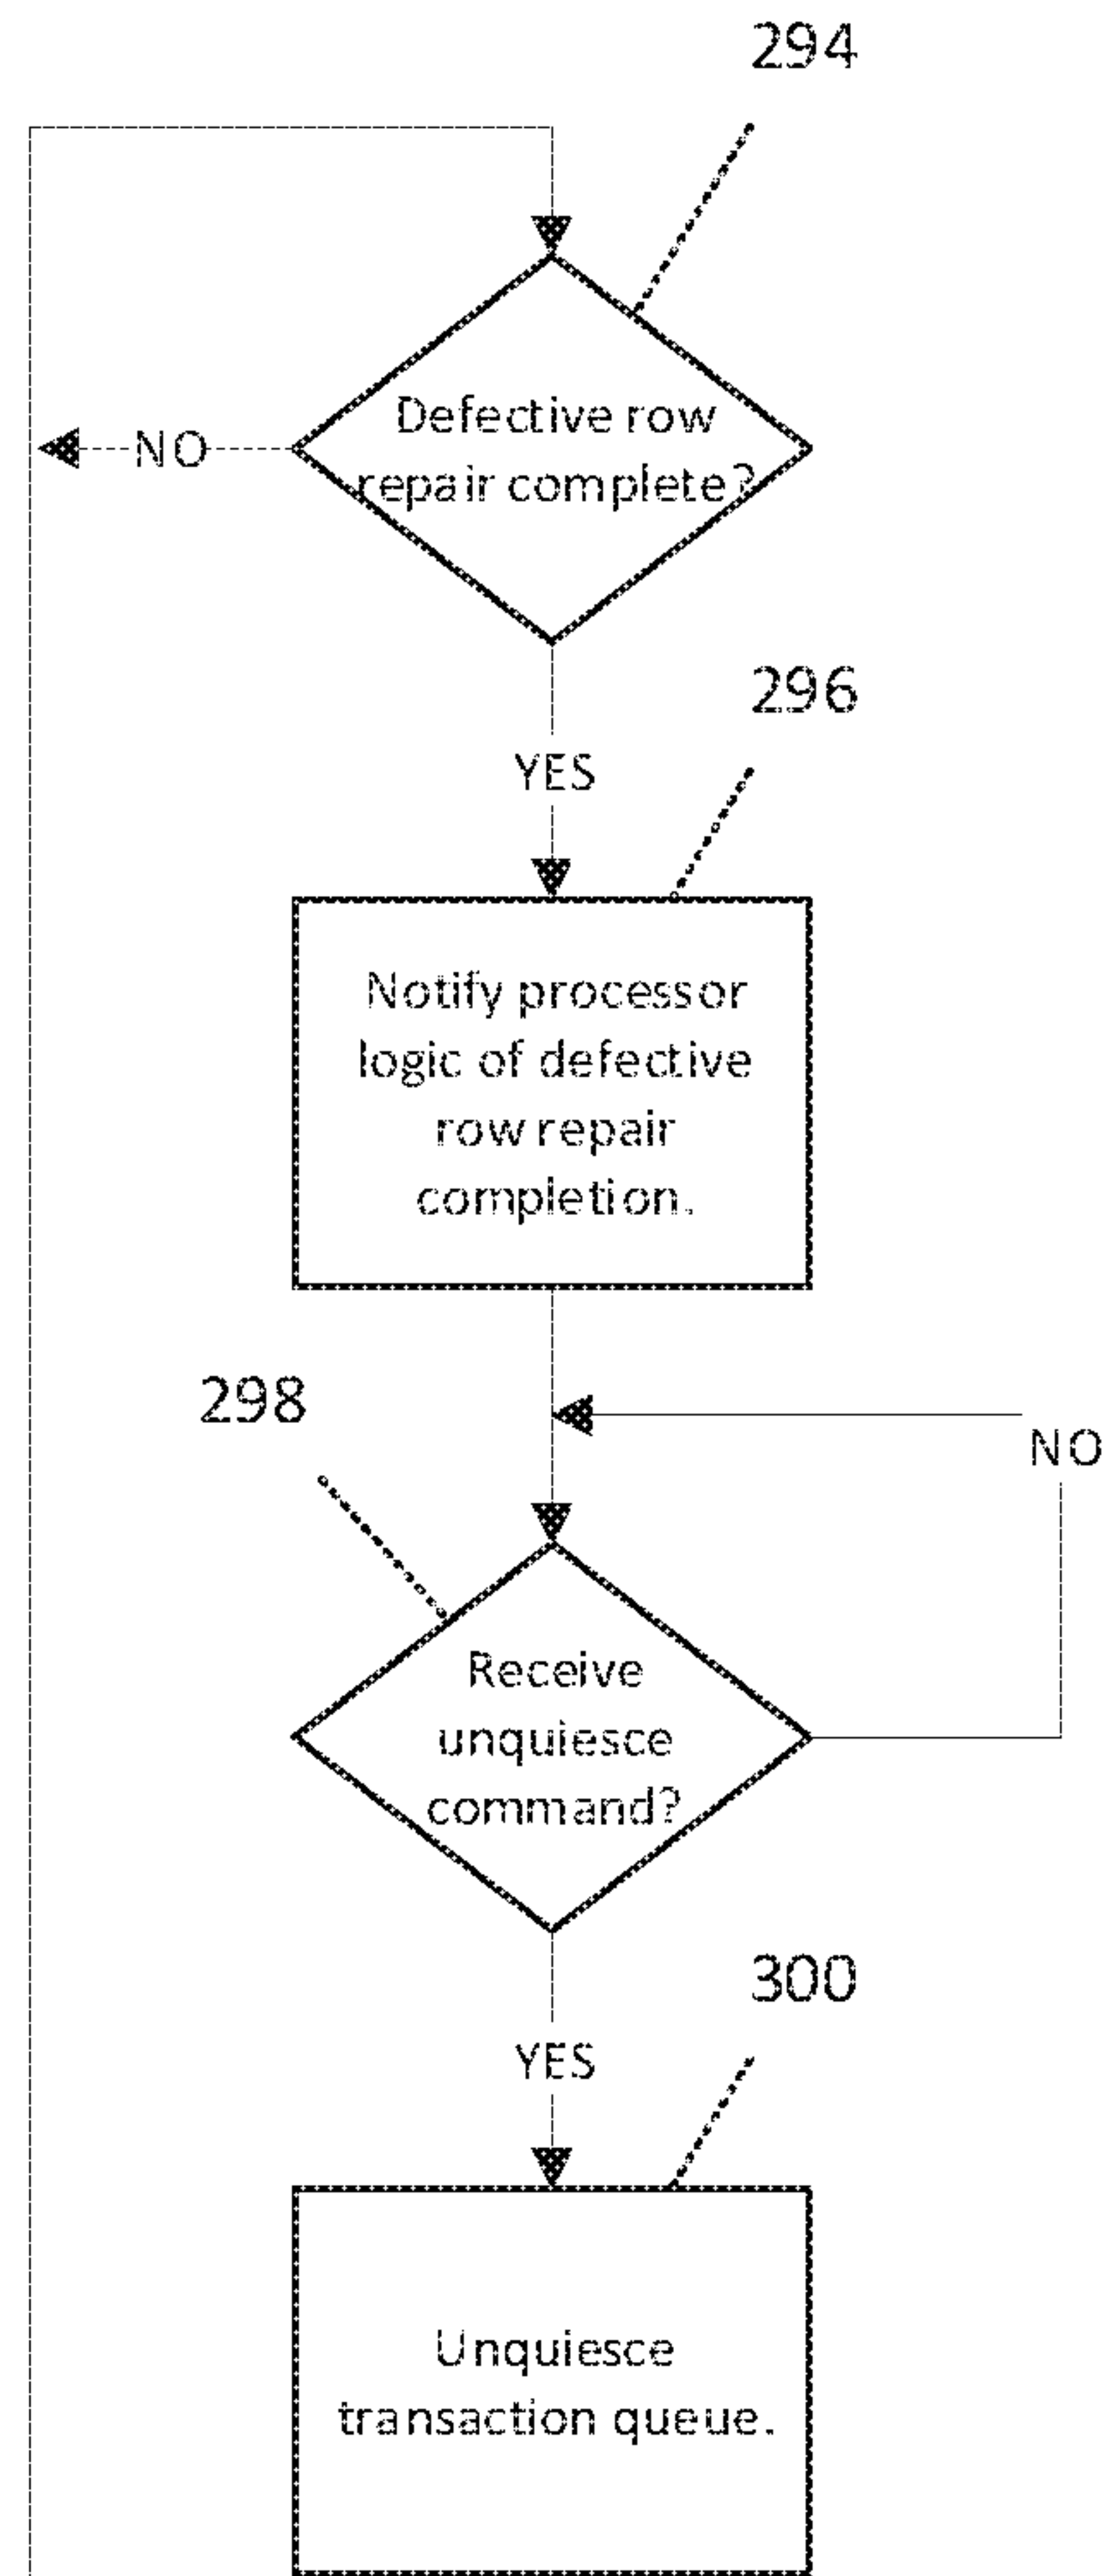 294
Defective row
repair complete?
NO
YES
296
Notify processor
logic of defective
row repair
completion.
298
NO
Receive
unquiesce
command?
YES
300
Unquiesce
transaction queue.